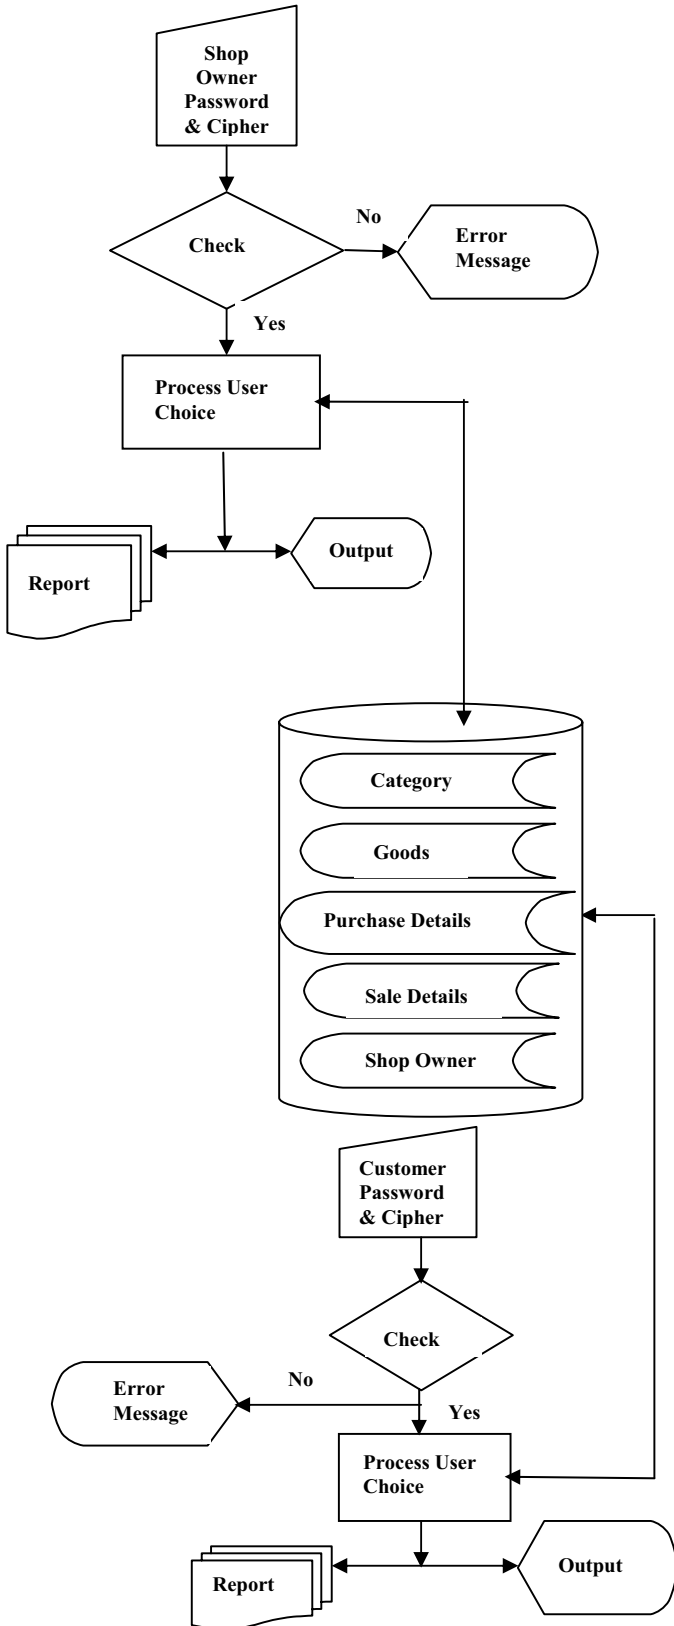 Shop
Owner
Password
& Cipher
Check
No
Error
Message
Yes
Process User
Choice
Report
Output
Category
Goods
Purchase Details
Sale Details
Shop Owner
Customer
Password
& Cipher
Check
No
Error
Message
Yes
Process User
Choice
Report
Output